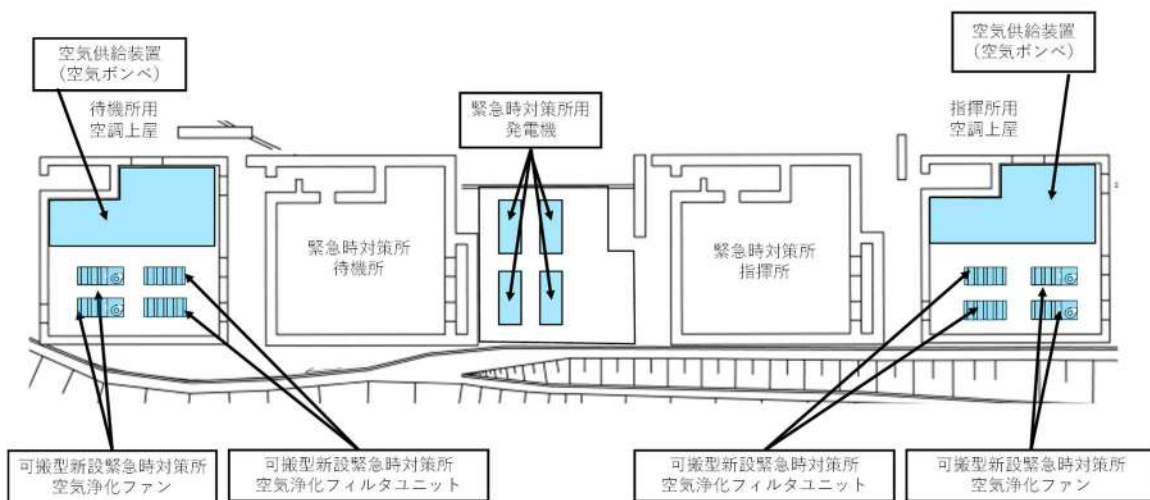 空気供給装置
(空気ボンベ)
空気供給装置
(空気ボンベ)
待機所用
空調上屋
緊急時対策所用
発電機
指揮所用
空調上屋
緊急時対策所
待機所
緊急時対策所
指揮所
可搬型新設緊急時対策所
空気浄化ファン
可搬型新設緊急時対策所
空気浄化フィルタユニット
可搬型新設緊急時対策所
空気浄化フィルタユニット
可搬型新設緊急時対策所
空気浄化ファン